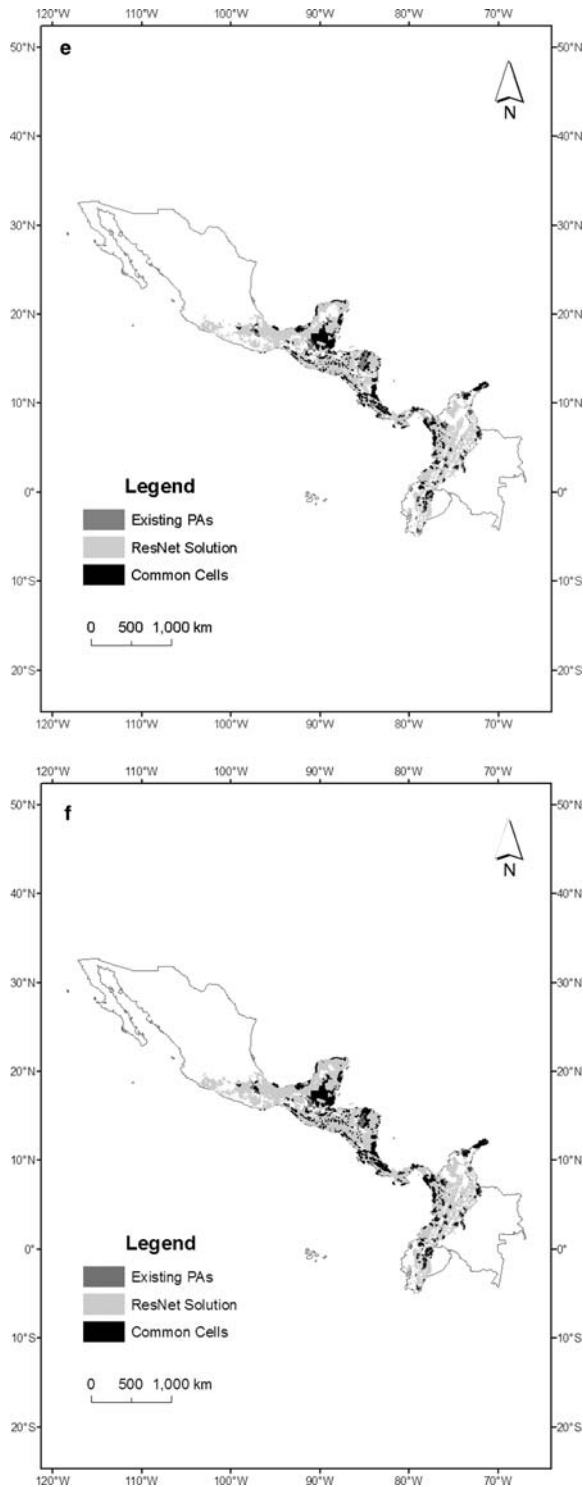 120°W 110°W 100°W 90°W 80°W 70°W
e
N
50°N 50°N
40°N 40°N
30°N 30°N
20°N 20°N
10°N 10°N
0° 0°
10°S 10°S
20°S 20°S
Legend
Existing PAs
ResNet Solution
Common Cells
0 500 1,000 km
120°W 110°W 100°W 90°W 80°W 70°W
120°W 110°W 100°W 90°W 80°W 70°W
f
N
50°N 50°N
40°N 40°N
30°N 30°N
20°N 20°N
10°N 10°N
0° 0°
10°S 10°S
20°S 20°S
Legend
Existing PAs
ResNet Solution
Common Cells
0 500 1,000 km
120°W 110°W 100°W 90°W 80°W 70°W